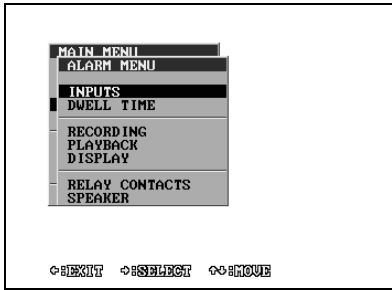 MAIN MENU
ALARM MENU
INPUTS
DWELL TIME
RECORDING
PLAYBACK
DISPLAY
RELAY CONTACTS
SPEAKER
⇦:EXIT ⇨:SELECT ⇧⇩:MOVE